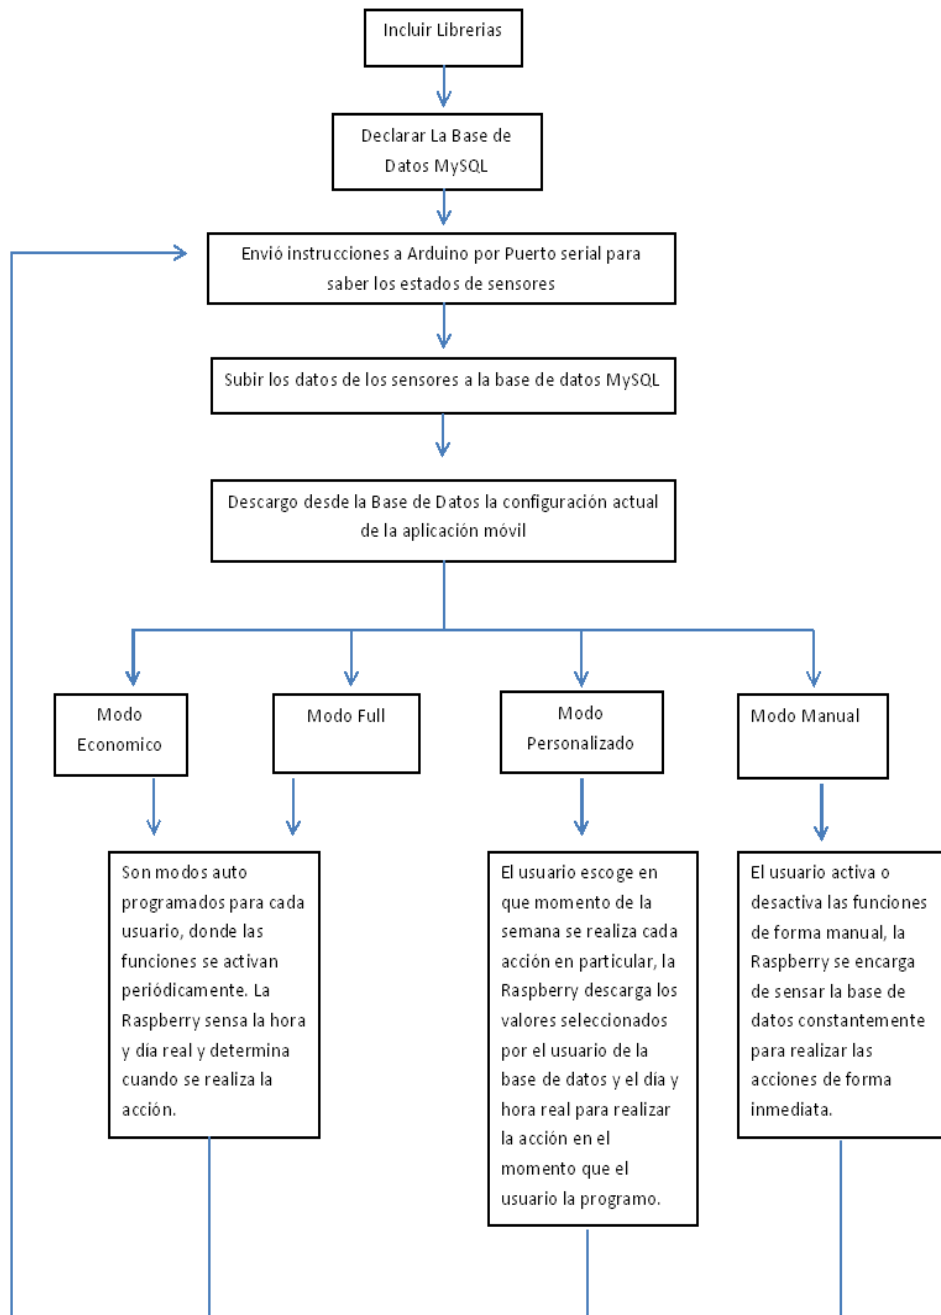 Incluir Librerias
Declarar La Base de
Datos MySQL
Envió instrucciones a Arduino por Puerto serial para
saber los estados de sensores
Subir los datos de los sensores a la base de datos MySQL
Descargo desde la Base de Datos la configuración actual
de la aplicación móvil
Modo
Economico
Modo Full
Modo
Personalizado
Modo Manual
Son modos auto
programados para cada
usuario, donde las
funciones se activan
periódicamente. La
Raspberry sensa la hora
y día real y determina
cuando se realiza la
acción.
El usuario escoge en
que momento de la
semana se realiza cada
acción en particular, la
Raspberry descarga los
valores seleccionados
por el usuario de la
base de datos y el día y
hora real para realizar
la acción en el
momento que el
usuario la programo.
El usuario activa o
desactiva las funciones
de forma manual, la
Raspberry se encarga
de sensar la base de
datos constantemente
para realizar las
acciones de forma
inmediata.